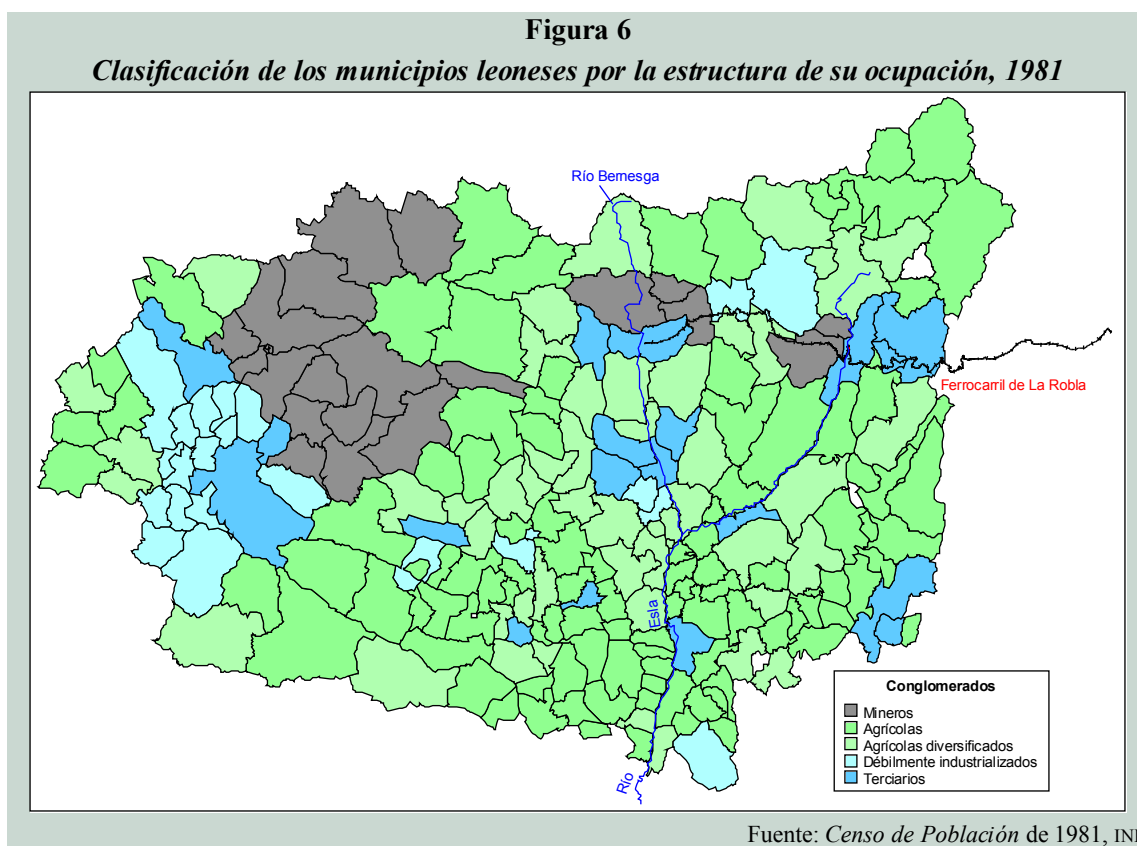 Figura 6
Clasificación de los municipios leoneses por la estructura de su ocupación, 1981
Río Bernesga
Ferrocarril de La Robla
Esla
Río
Conglomerados
Mineros
Agrícolas
Agrícolas diversificados
Débilmente industrializados
Terciarios
Fuente: Censo de Población de 1981, INE